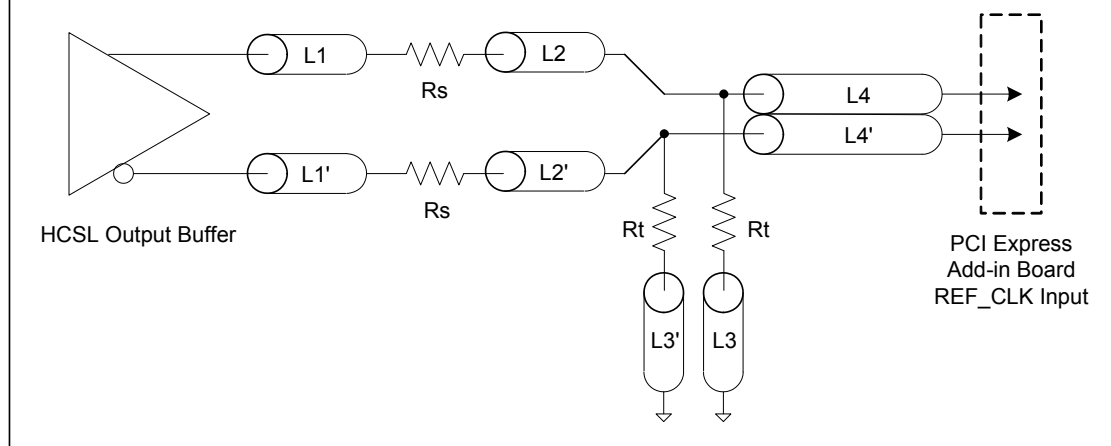 L1
Rs
L2
L4
L4'
L1'
Rs
L2'
HCSL Output Buffer
Rt
Rt
L3'
L3
PCI Express
Add-in Board
REF_CLK Input